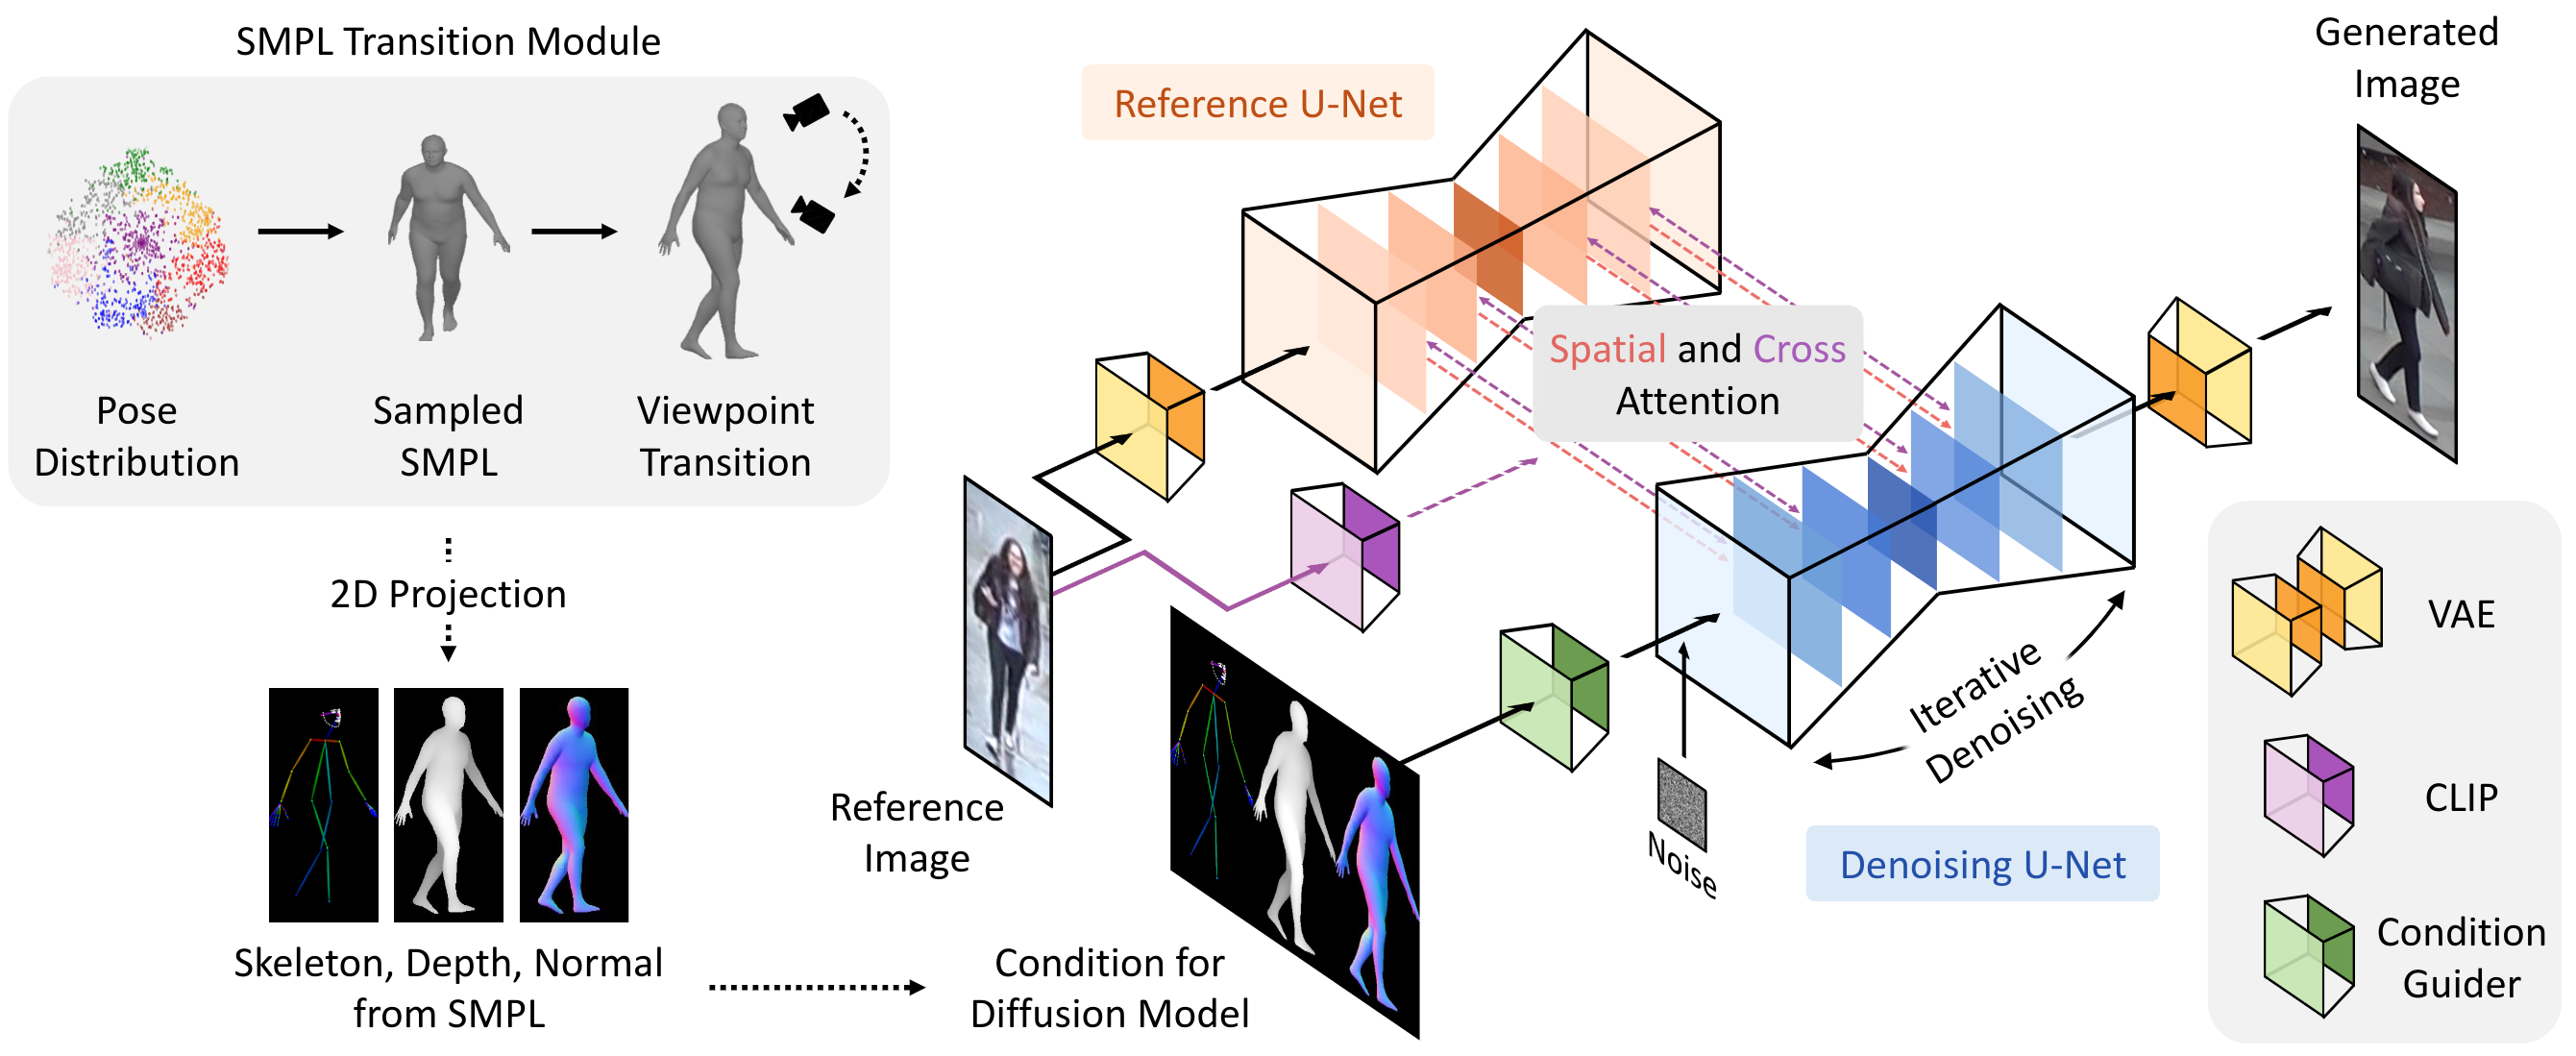 SMPL Transition Module
Pose
Distribution
Sampled
SMPL
Viewpoint
Transition
2D Projection
Skeleton, Depth, Normal
from SMPL
Reference U-Net
Spatial and Cross
Attention
Reference
Image
Condition for
Diffusion Model
Noise
Iterative
Denoising
Denoising U-Net
Generated
Image
VAE
CLIP
Condition
Guider